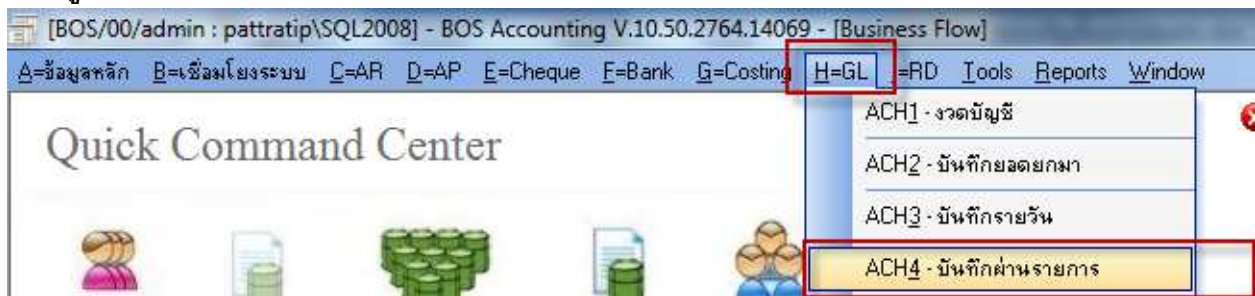 [BOS/00/admin : pattratip\SQL2008] - BOS Accounting V.10.50.2764.14069 - [Business Flow]
A=ข้อมูลหลัก B=เชื่อมโยงระบบ C=AR D=AP E=Cheque F=Bank G=Costing H=GL =RD Tools Reports Window
ACH1 - งวดบัญชี
Quick Command Center
ACH2 - บันทึกยอดยกมา
ACH3 - บันทึกรายวัน
ACH4 - บันทึกผ่านรายการ